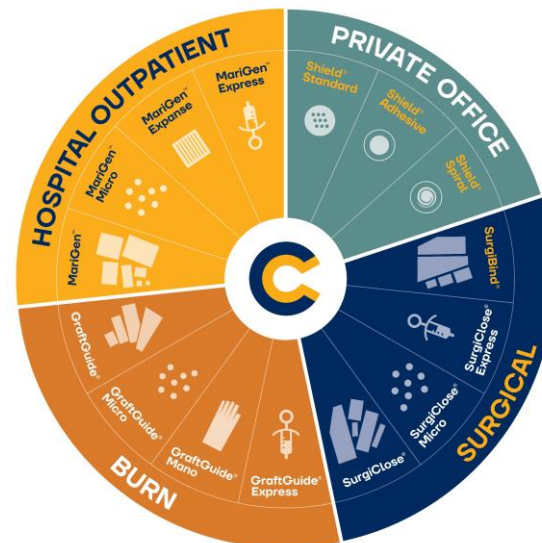 HOSPITAL OUTPATIENT
MariGen™
MariGen™
Micro
MariGen™
Expanse
MariGen™
Express
PRIVATE OFFICE
Shield®
Standard
Shield®
Adhesive
Shield®
Spiral
SURGICAL
SurgiBind®
SurgiClose®
Express
SurgiClose®
Micro
SurgiClose®
BURN
GraftGuide®
Express
GraftGuide®
Mano
GraftGuide®
Micro
GraftGuide®